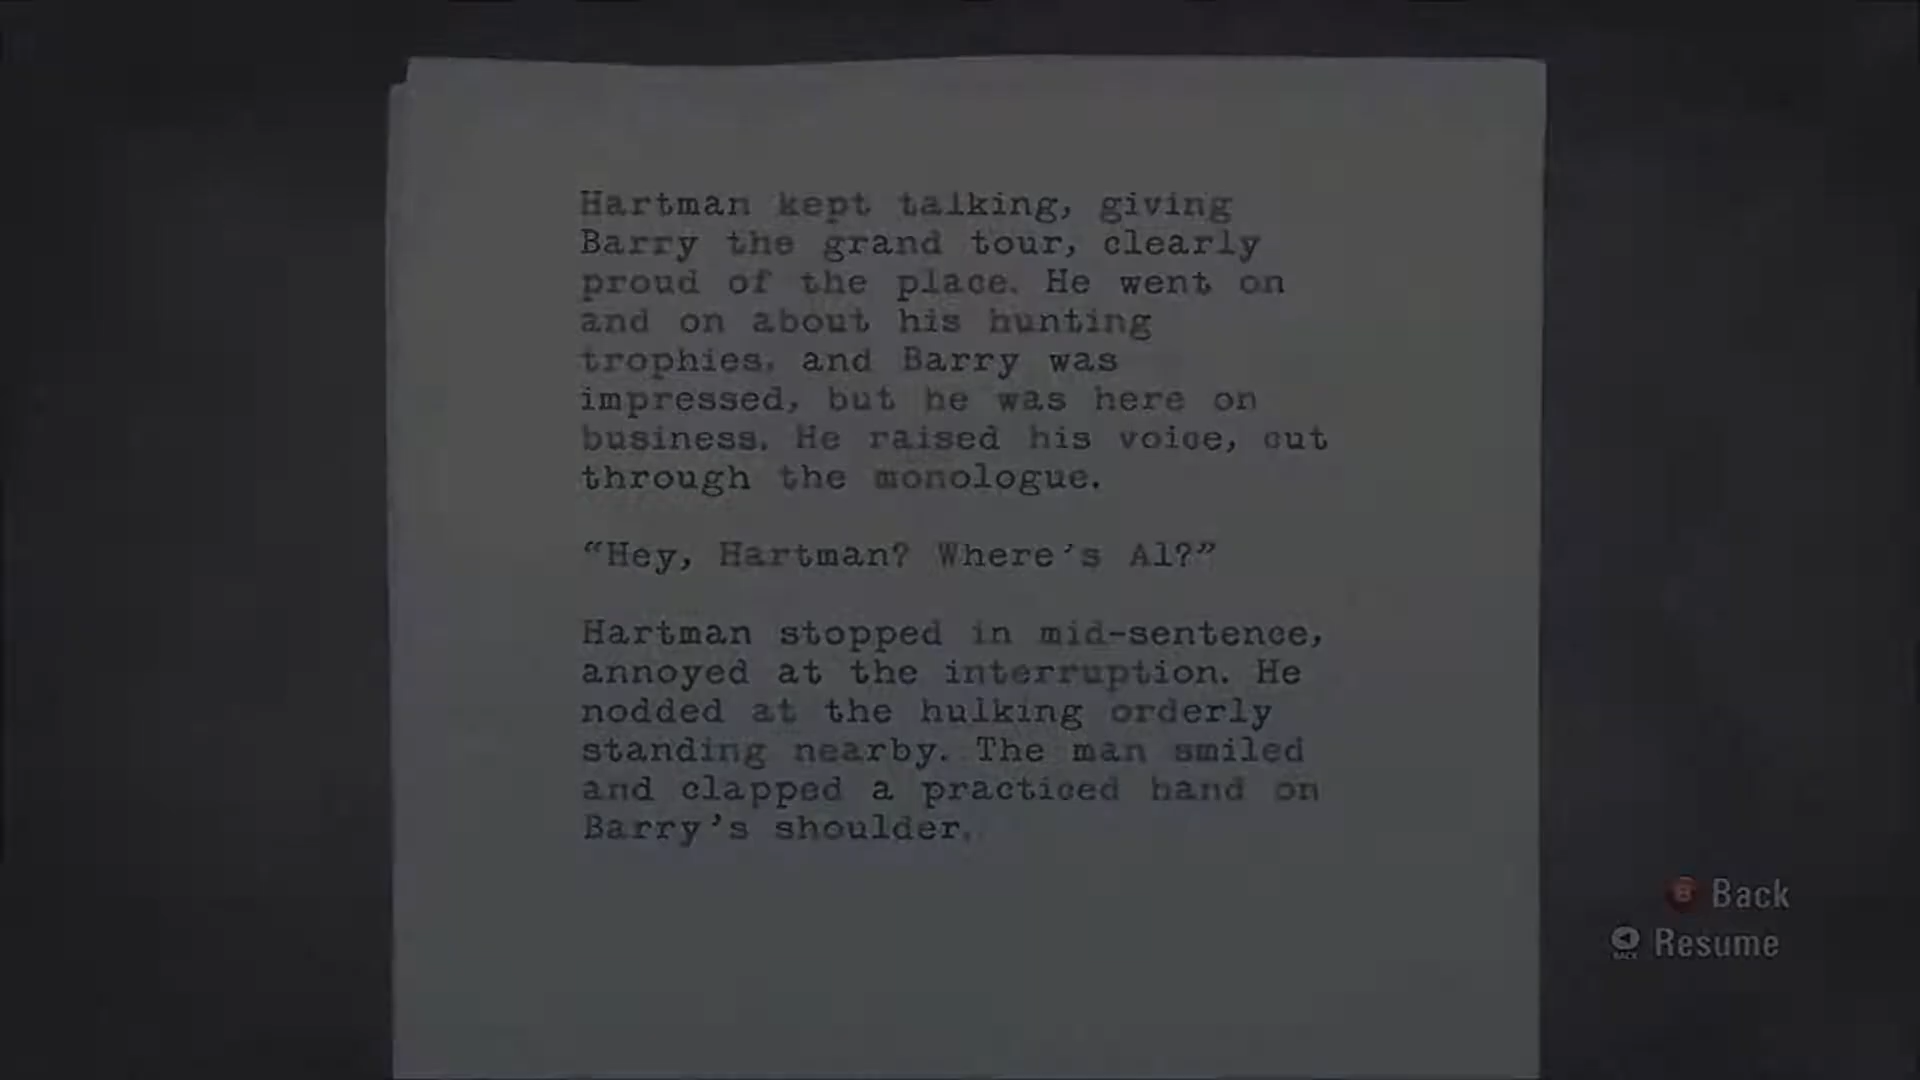 Hartman kept talking, giving
Barry the grand tour, clearly
proud of the place. He went on
and on about his hunting
trophies, and Barry was
impressed, but he was here on
business. He raised his voice, cut
through the monologue.
“Hey, Hartman? Where’s Al?”
Hartman stopped in mid-sentence,
annoyed at the interruption. He
nodded at the hulking orderly
standing nearby. The man smiled
and clapped a practiced hand on
Barry’s shoulder.
B Back
BACK Resume